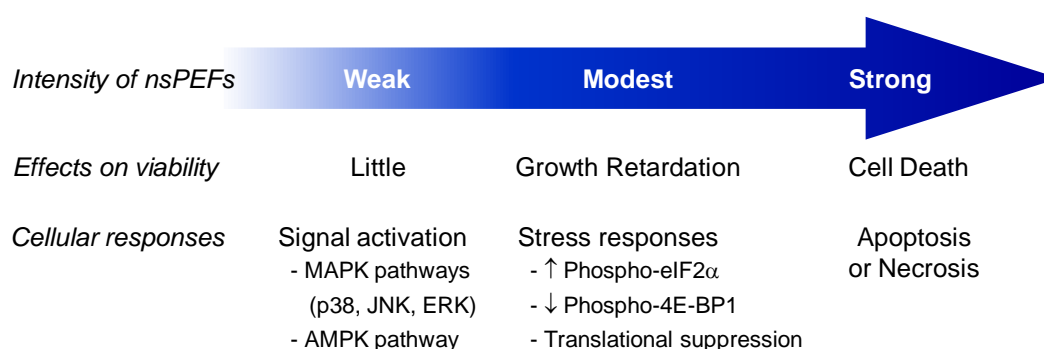 Intensity of nsPEFs Weak Modest Strong
Effects on viability Little Growth Retardation Cell Death
Cellular responses Signal activation Stress responses Apoptosis
- MAPK pathways - ↑ Phospho-eIF2α or Necrosis
(p38, JNK, ERK) - ↓ Phospho-4E-BP1
- AMPK pathway - Translational suppression